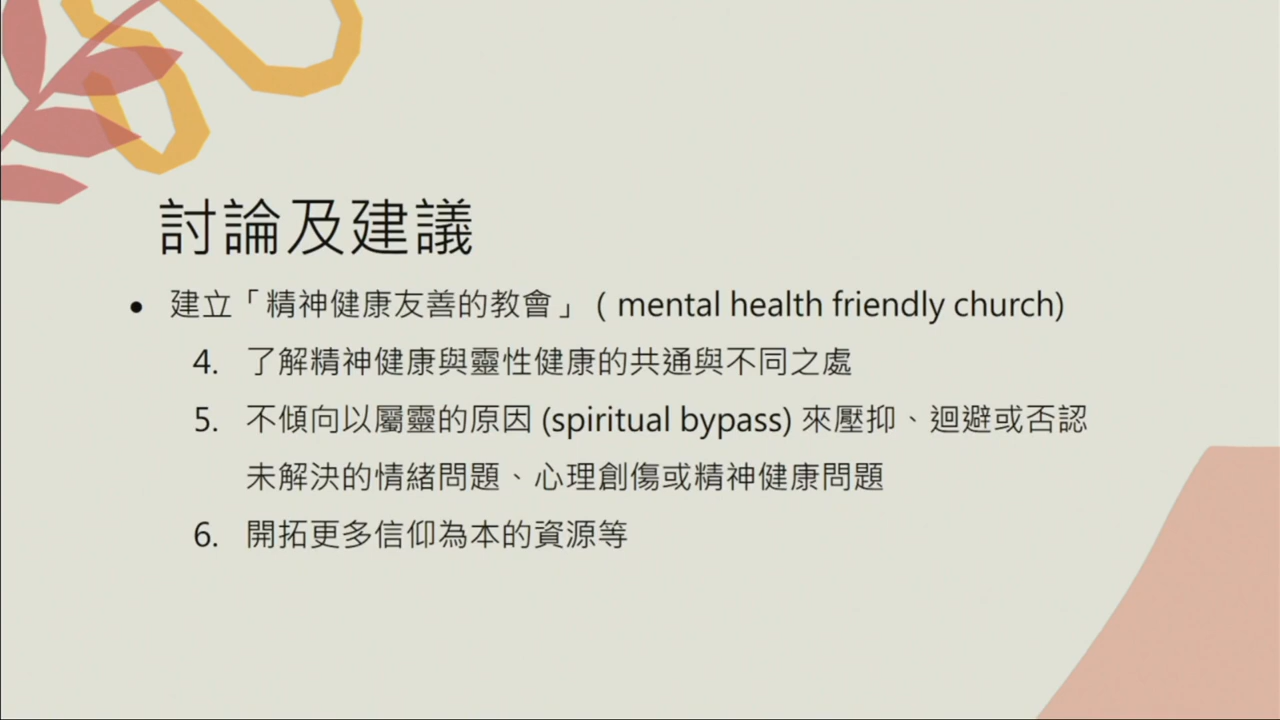 討論及建議
• 建立「精神健康友善的教會」 ( mental health friendly church)
4. 了解精神健康與靈性健康的共通與不同之處
5. 不傾向以屬靈的原因 (spiritual bypass) 來壓抑、迴避或否認
未解決的情緒問題、心理創傷或精神健康問題
6. 開拓更多信仰為本的資源等